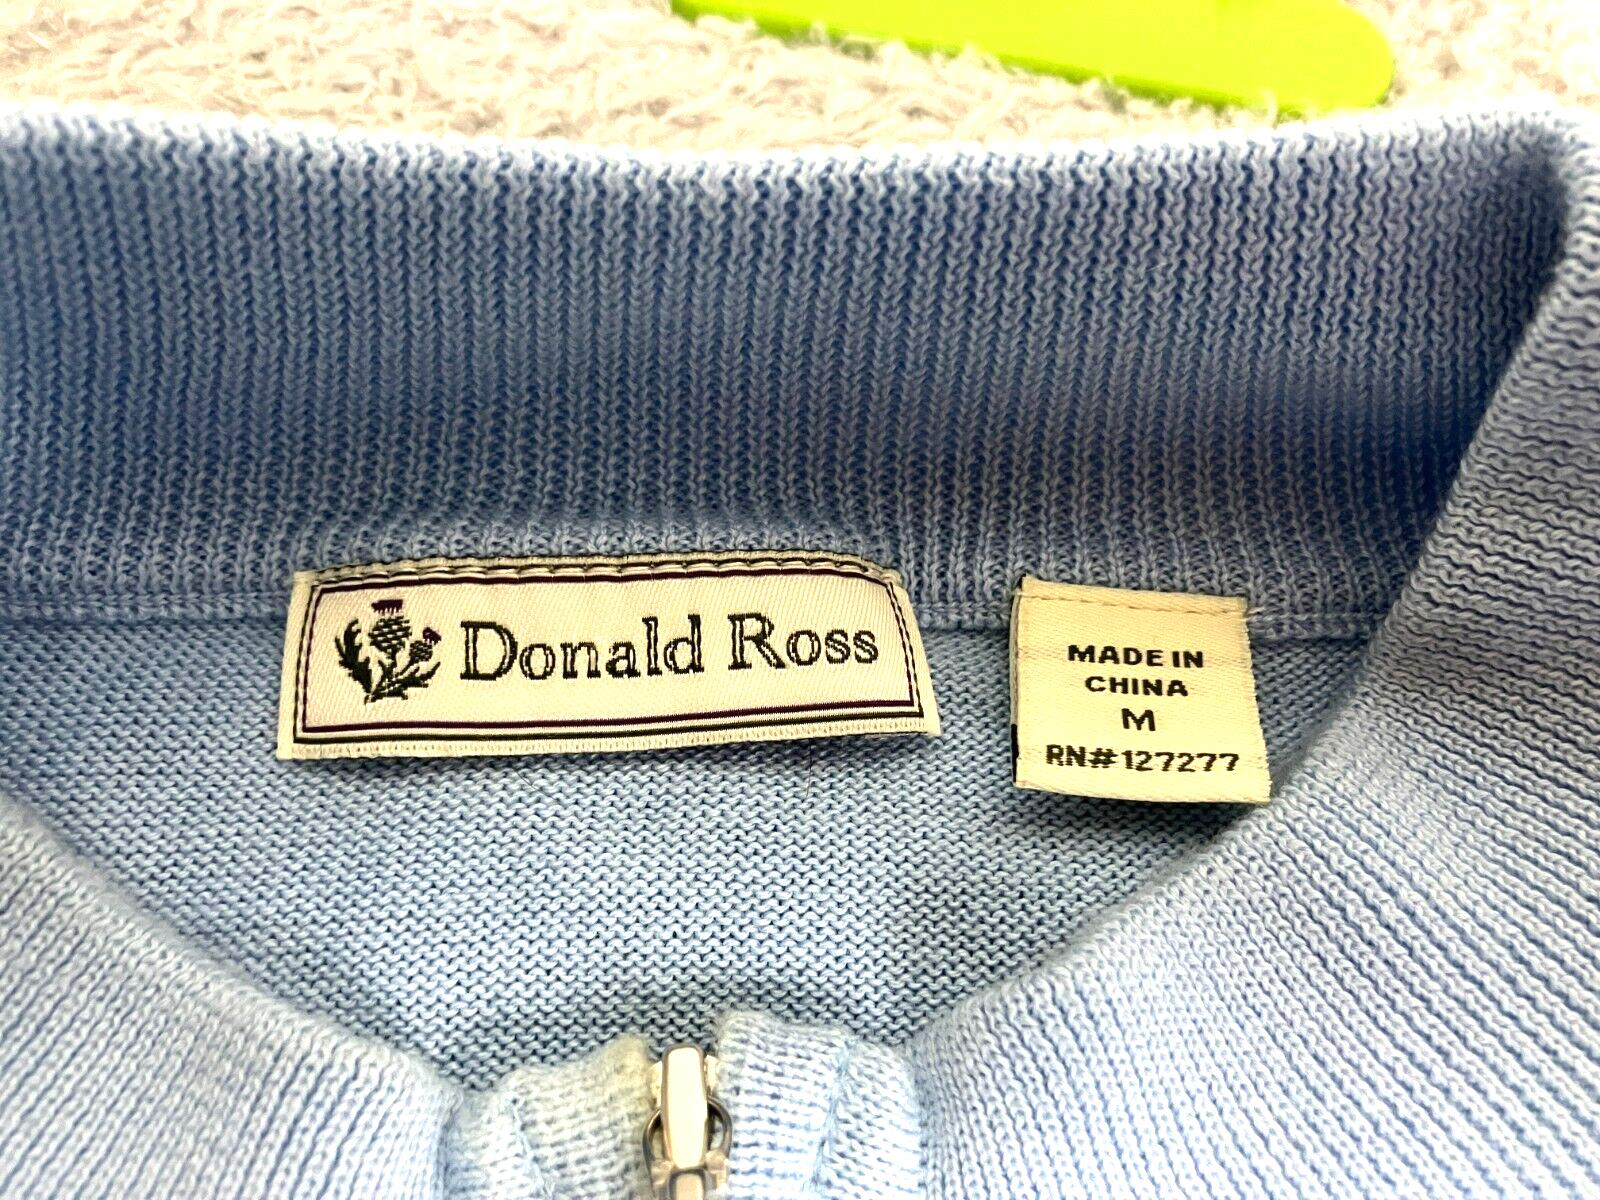 Donald Ross
MADE IN
CHINA
M
RN#127277